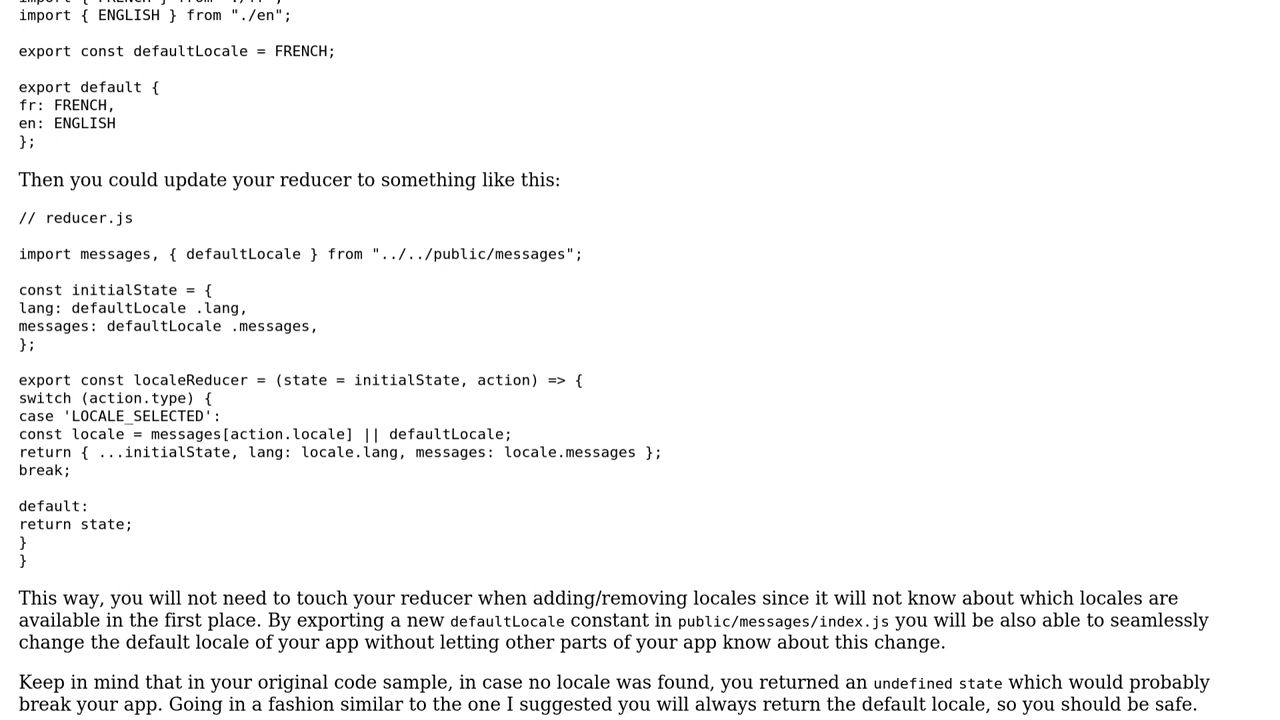 import { FRENCH } from "./fr";
import { ENGLISH } from "./en";
export const defaultLocale = FRENCH;
export default {
fr: FRENCH,
en: ENGLISH
};
Then you could update your reducer to something like this:
// reducer.js
import messages, { defaultLocale } from "../../public/messages";
const initialState = {
lang: defaultLocale .lang,
messages: defaultLocale .messages,
};
export const localeReducer = (state = initialState, action) => {
switch (action.type) {
case 'LOCALE_SELECTED':
const locale = messages[action.locale] || defaultLocale;
return { ...initialState, lang: locale.lang, messages: locale.messages };
break;
default:
return state;
}
}
This way, you will not need to touch your reducer when adding/removing locales since it will not know about which locales are
available in the first place. By exporting a new defaultLocale constant in public/messages/index.js you will be also able to seamlessly
change the default locale of your app without letting other parts of your app know about this change.
Keep in mind that in your original code sample, in case no locale was found, you returned an undefined state which would probably
break your app. Going in a fashion similar to the one I suggested you will always return the default locale, so you should be safe.